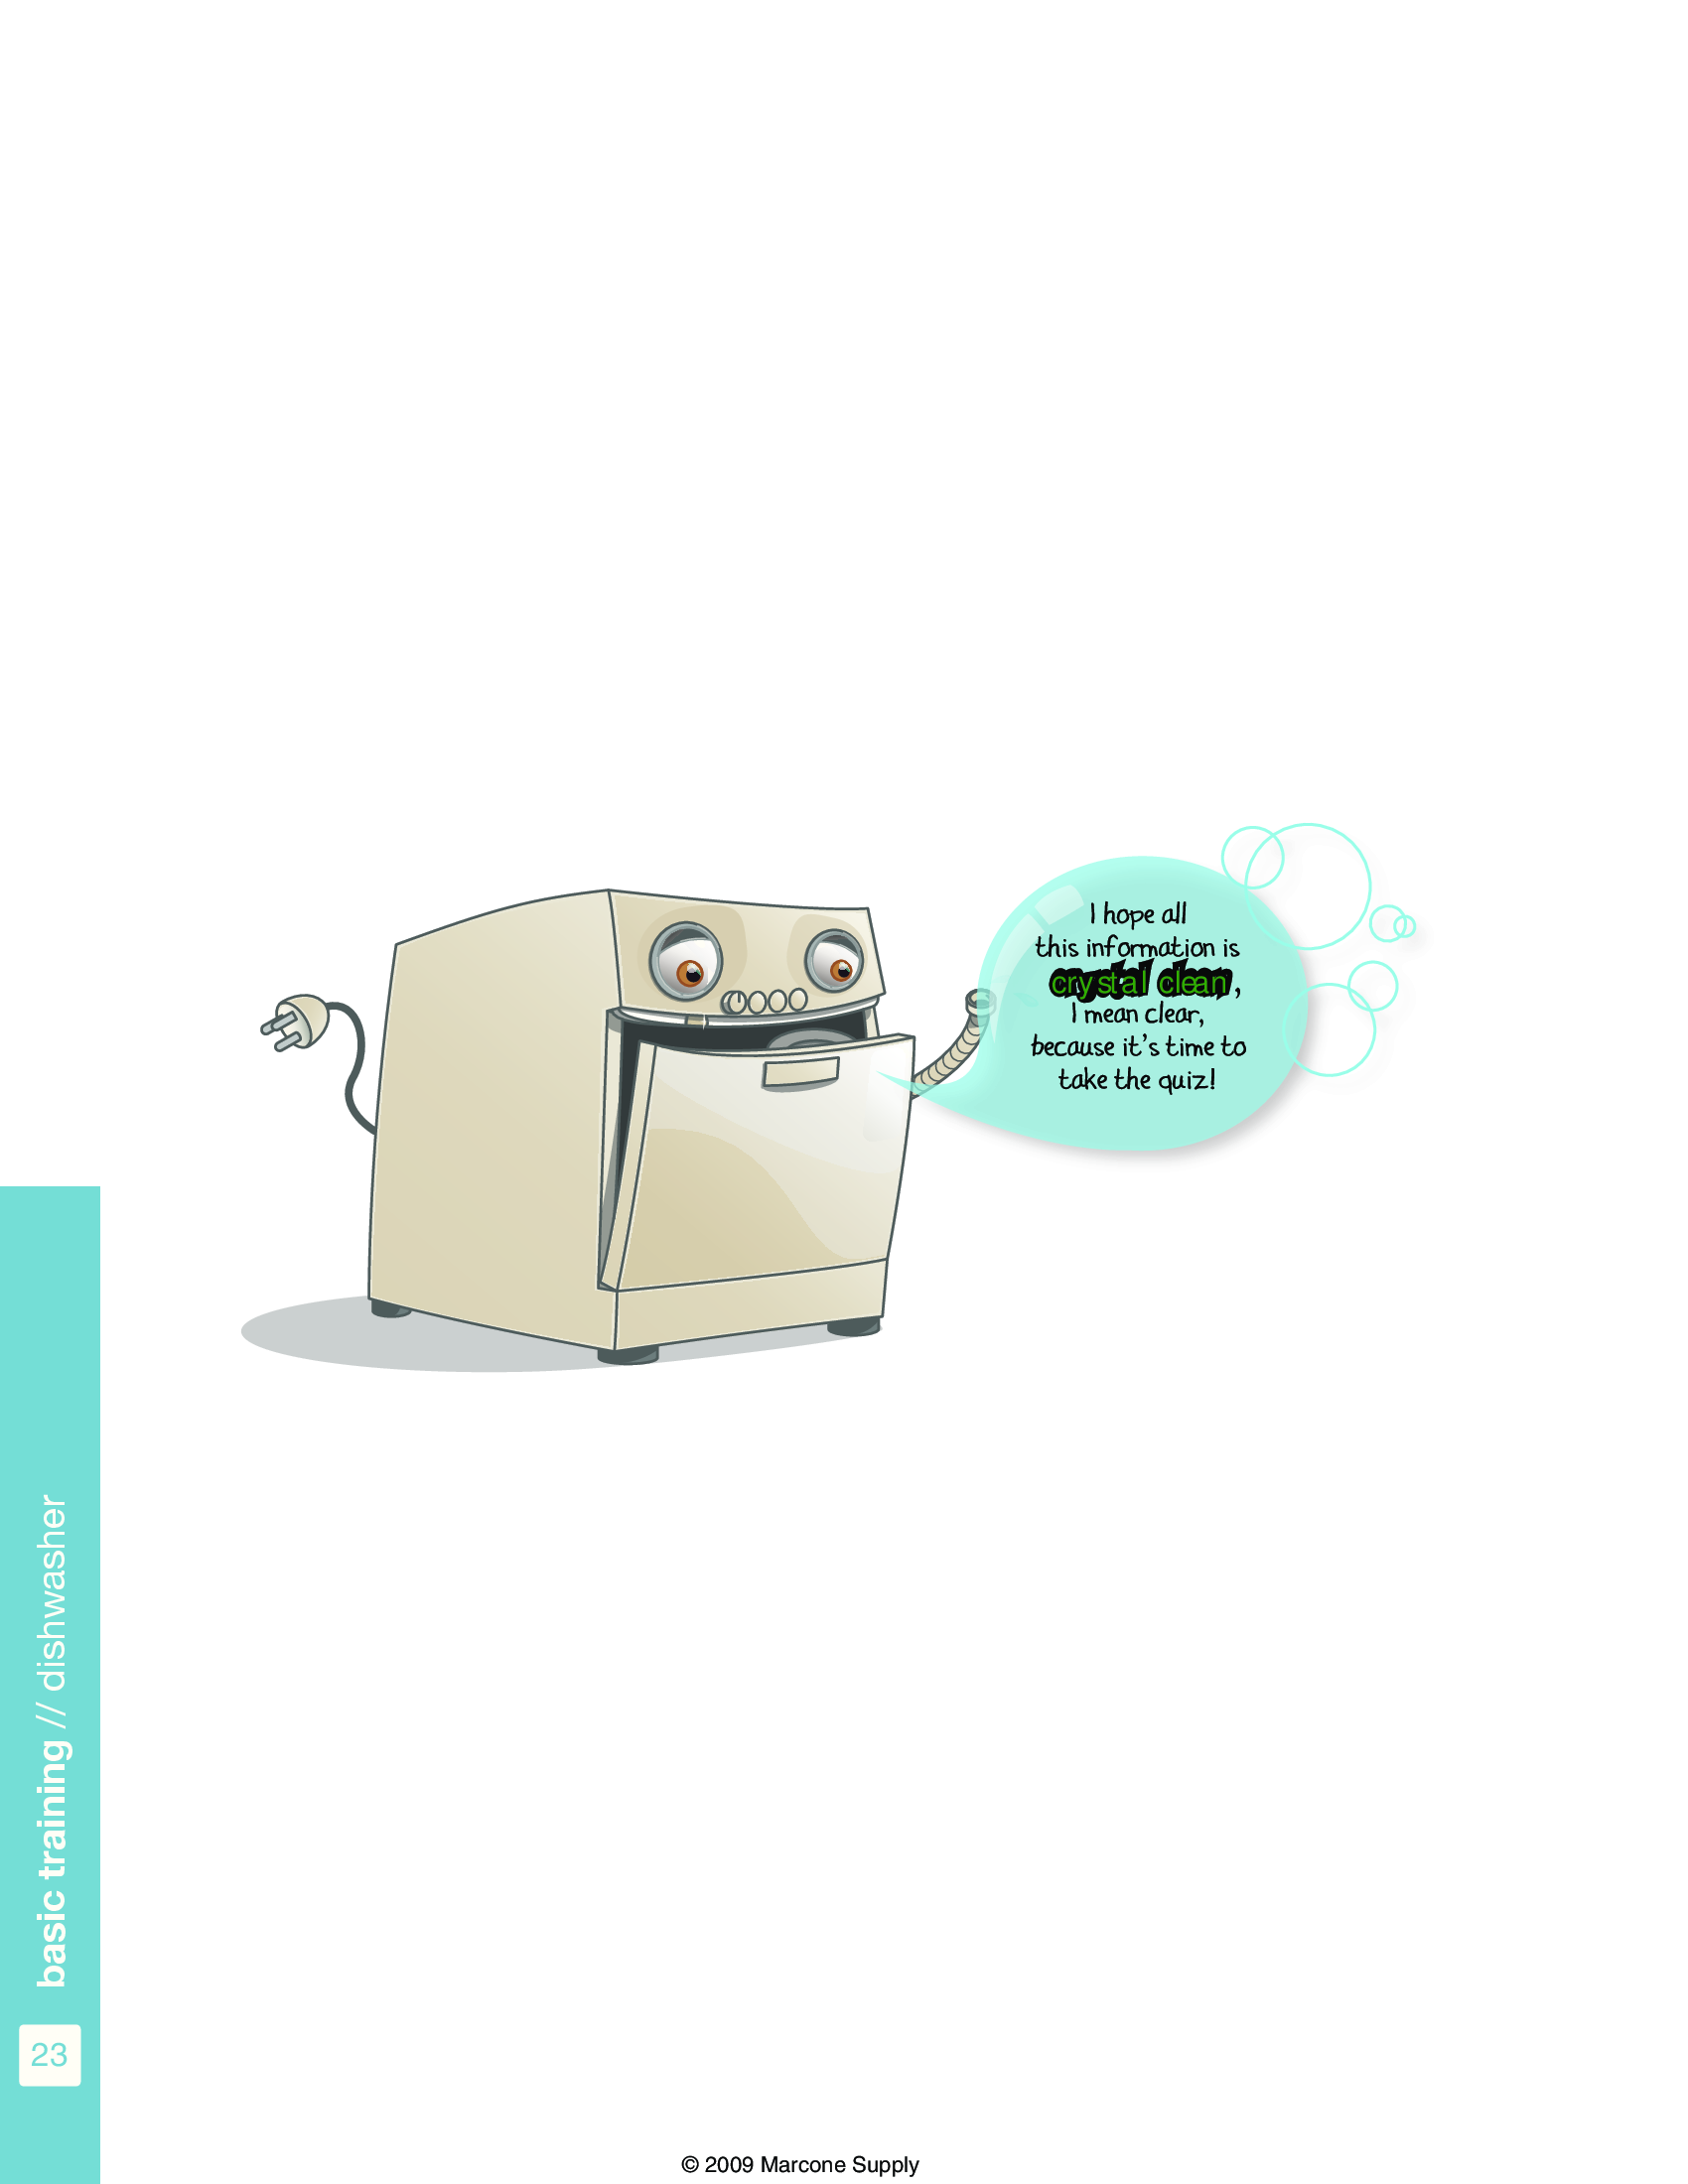 I hope all
this information is
crystal clean,
I mean clear,
because it's time to
take the quiz!
basic training // dishwasher
23
© 2009 Marcone Supply